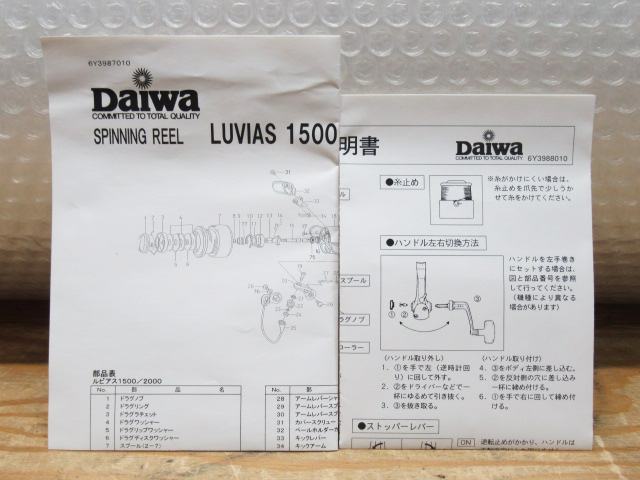 6Y3987010
Daiwa
COMMITTED TO TOTAL QUALITY
SPINNING REEL LUVIAS 1500
部品表
ルビアス1500/2000
No. 部 品 名
1 ドラグノブ
2 ドラグリング
3 ドラグラチェット
4 ドラグワッシャー
5 ドラグリップワッシャー
6 ドラグディスクワッシャー
7 スプール(2-7)
No. 部
28 アームレバーシャ
29 アームレバースプ
30 アームレバースプ
31 カバースクリュー
32 ベールホルダーカ
33 キックレバー
34 キックアーム
明書
Daiwa
COMMITTED TO TOTAL QUALITY
6Y3988010
スプール
ラグノブ
ローラー
●糸止め
※糸がかけにくい場合は、
糸止めを爪先で少しうか
せて糸をかけてください。
●ハンドル左右切換方法
ハンドルを左手巻き
にセットする場合は、
図と部品番号を参照
して行ってください。
(機種により異なる
場合があります)
① ② ③
(ハンドル取り外し)
1. ①を手で左(逆時計回
り)に回して外す。
2. ②をドライバーなどで一
杯にゆるめて引き抜く。
3. ③を抜き取る。
(ハンドル取り付け)
4. ③をボディ左側に差し込む。
5. ②を反対側の穴に差し込み
一杯に締め付ける。
6. ①を手で右に回して締め付
ける。
●ストッパーレバー
ON 逆転止めがかかり、ハンドルは